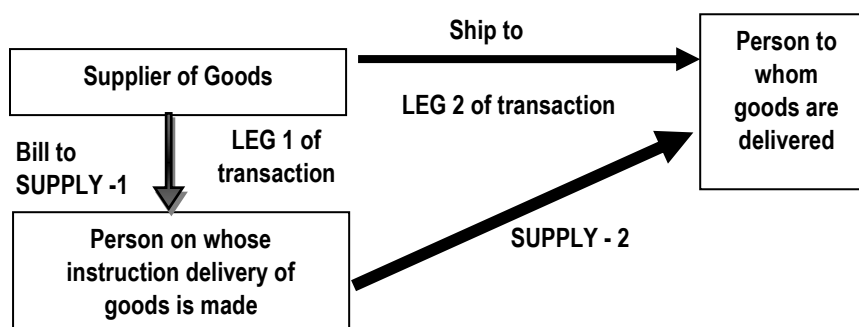 Ship to
Supplier of Goods
Person to
whom
goods are
delivered
LEG 2 of transaction
LEG 1 of
transaction
Bill to
SUPPLY -1
Person on whose
instruction delivery of
goods is made
SUPPLY - 2